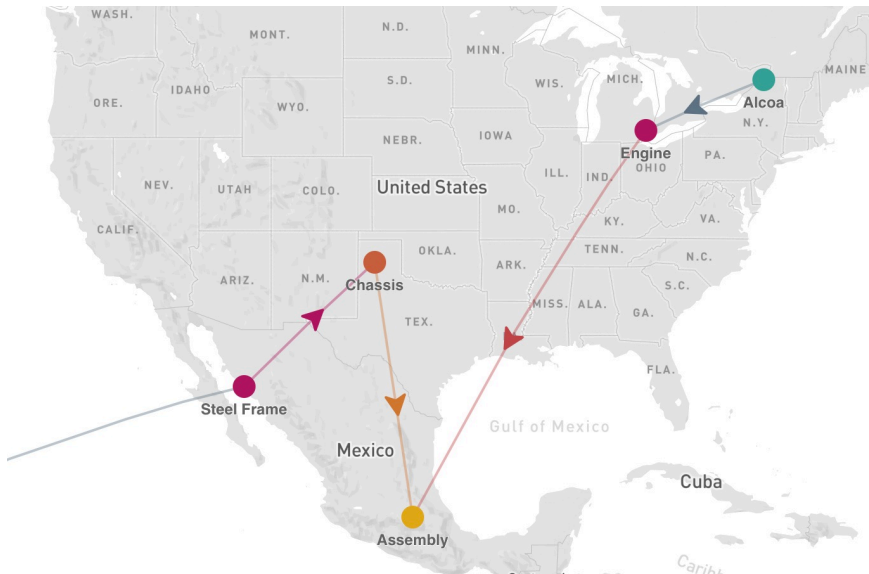 WASH.
MONT.
N.D.
MINN.
MAINE
ORE.
IDAHO
S.D.
WIS.
MICH.
Alcoa
WYO.
N.Y.
NEBR.
IOWA
Engine
PA.
NEV.
UTAH
COLO.
United States
ILL.
IND.
OHIO
CALIF.
MO.
KY.
VA.
ARIZ.
N.M.
OKLA.
ARK.
TENN.
N.C.
Chassis
S.C.
TEX.
MISS.
ALA.
GA.
FLA.
Steel Frame
Gulf of Mexico
Mexico
Cuba
Assembly